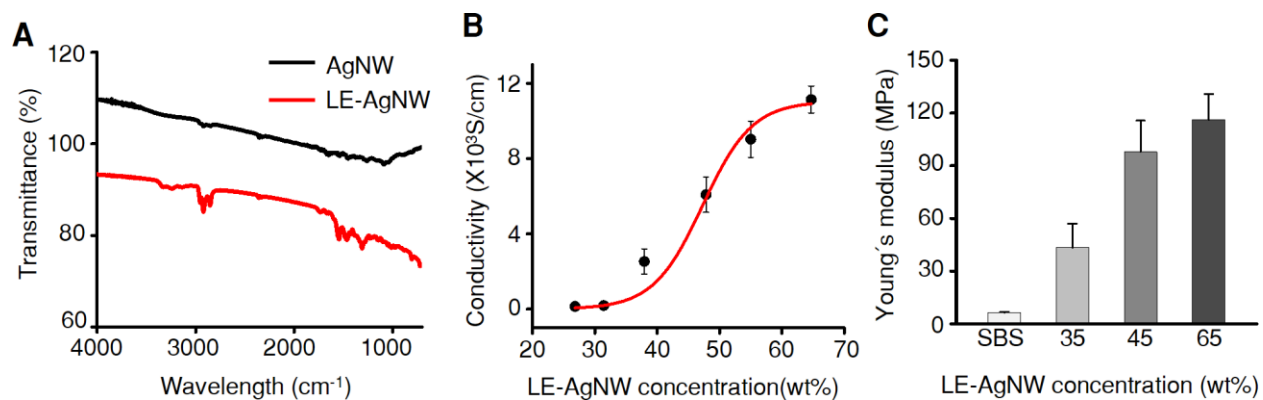 A
Transmittance (%)
120
100
80
60
AgNW
LE-AgNW
4000 3000 2000 1000
Wavelength (cm⁻¹)
B
Conductivity (X10³S/cm)
12
8
4
0
20 30 40 50 60 70
LE-AgNW concentration(wt%)
C
Young´s modulus (MPa)
150
120
90
60
30
0
SBS 35 45 65
LE-AgNW concentration (wt%)